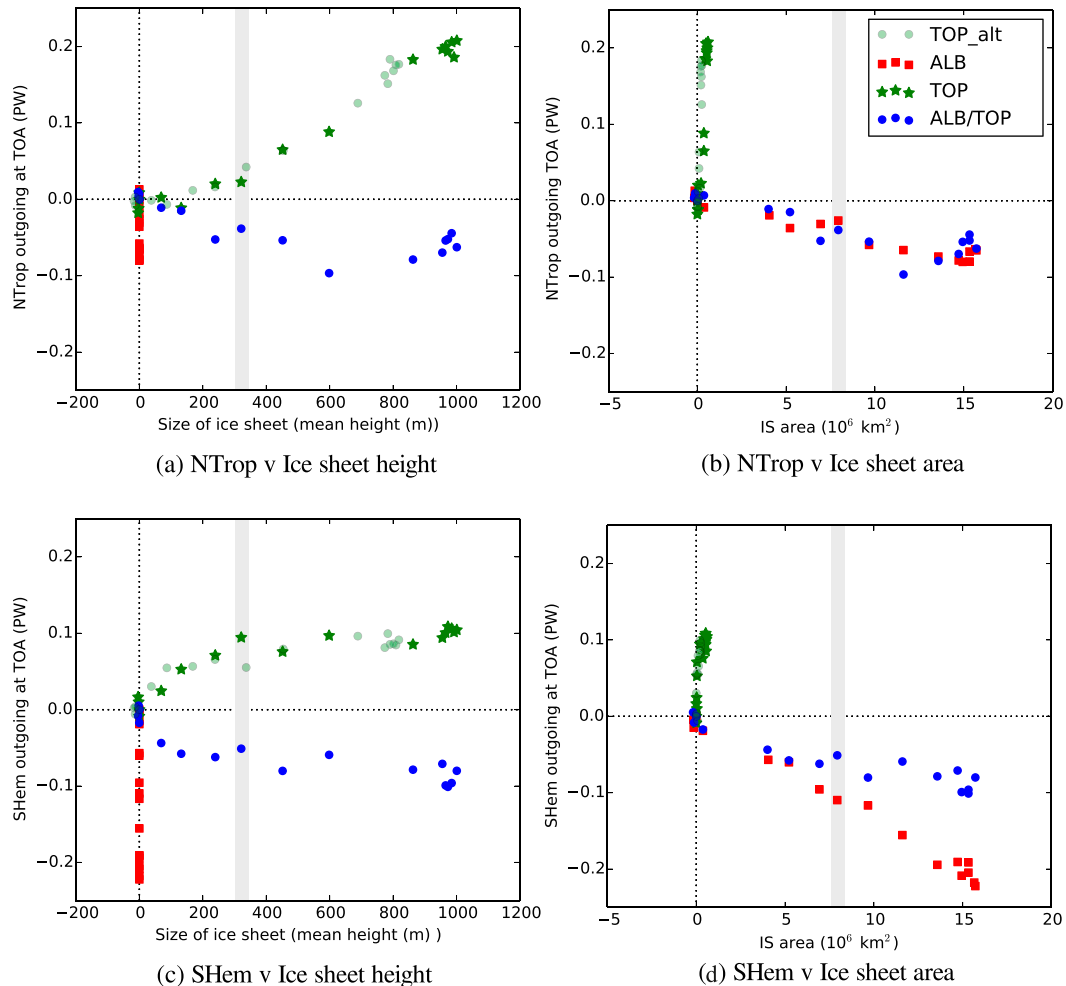 0.2
0.1
0.0
−0.1
−0.2
NTrop outgoing at TOA (PW)
−200 0 200 400 600 800 1000 1200
Size of ice sheet (mean height (m))
(a) NTrop v Ice sheet height
TOP_alt
ALB
TOP
ALB/TOP
0.2
0.1
0.0
−0.1
−0.2
NTrop outgoing TOA (PW)
−5 0 5 10 15 20
IS area (10⁶ km²)
(b) NTrop v Ice sheet area
0.2
0.1
0.0
−0.1
−0.2
SHem outgoing at TOA (PW)
−200 0 200 400 600 800 1000 1200
Size of ice sheet (mean height (m) )
(c) SHem v Ice sheet height
0.2
0.1
0.0
−0.1
−0.2
SHem outgoing at TOA (PW)
−5 0 5 10 15 20
IS area (10⁶ km²)
(d) SHem v Ice sheet area